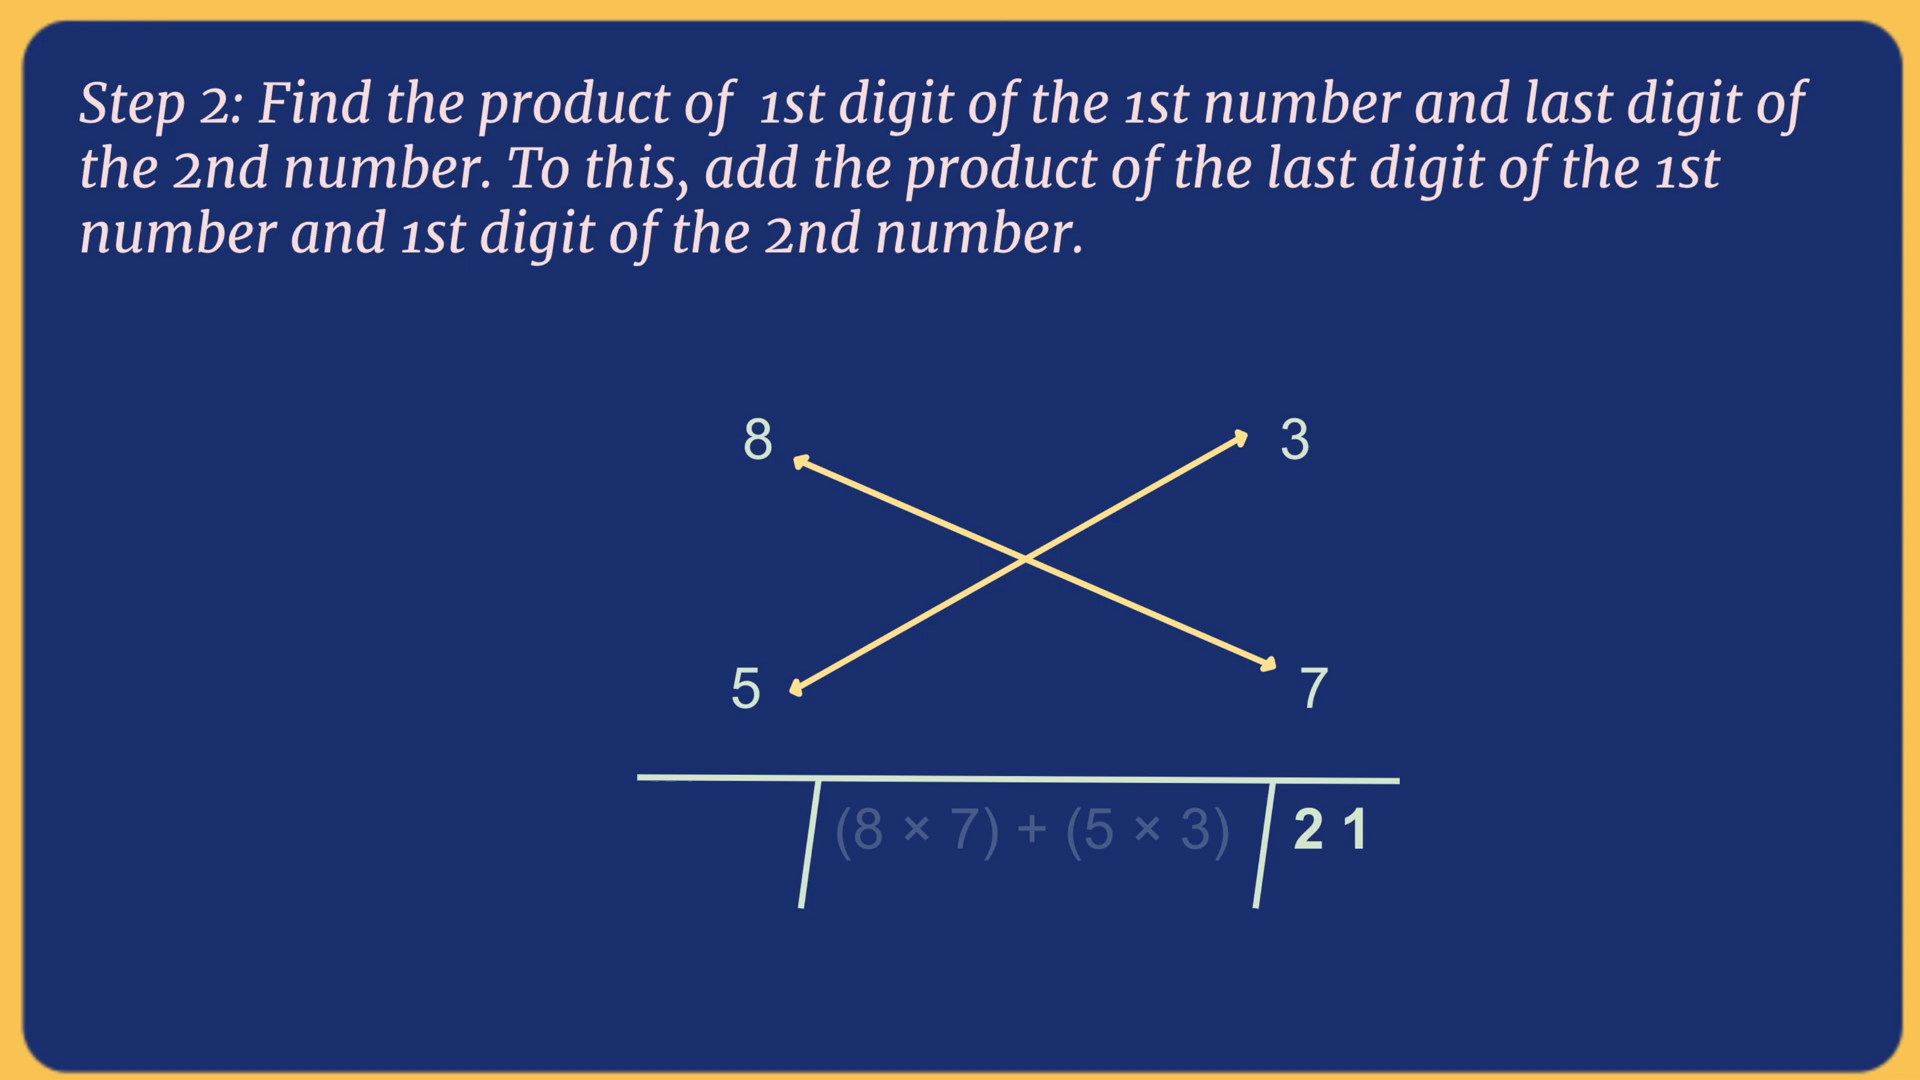 Step 2: Find the product of 1st digit of the 1st number and last digit of
the 2nd number. To this, add the product of the last digit of the 1st
number and 1st digit of the 2nd number.
8 3
5 7
(8 × 7) + (5 × 3) 2 1